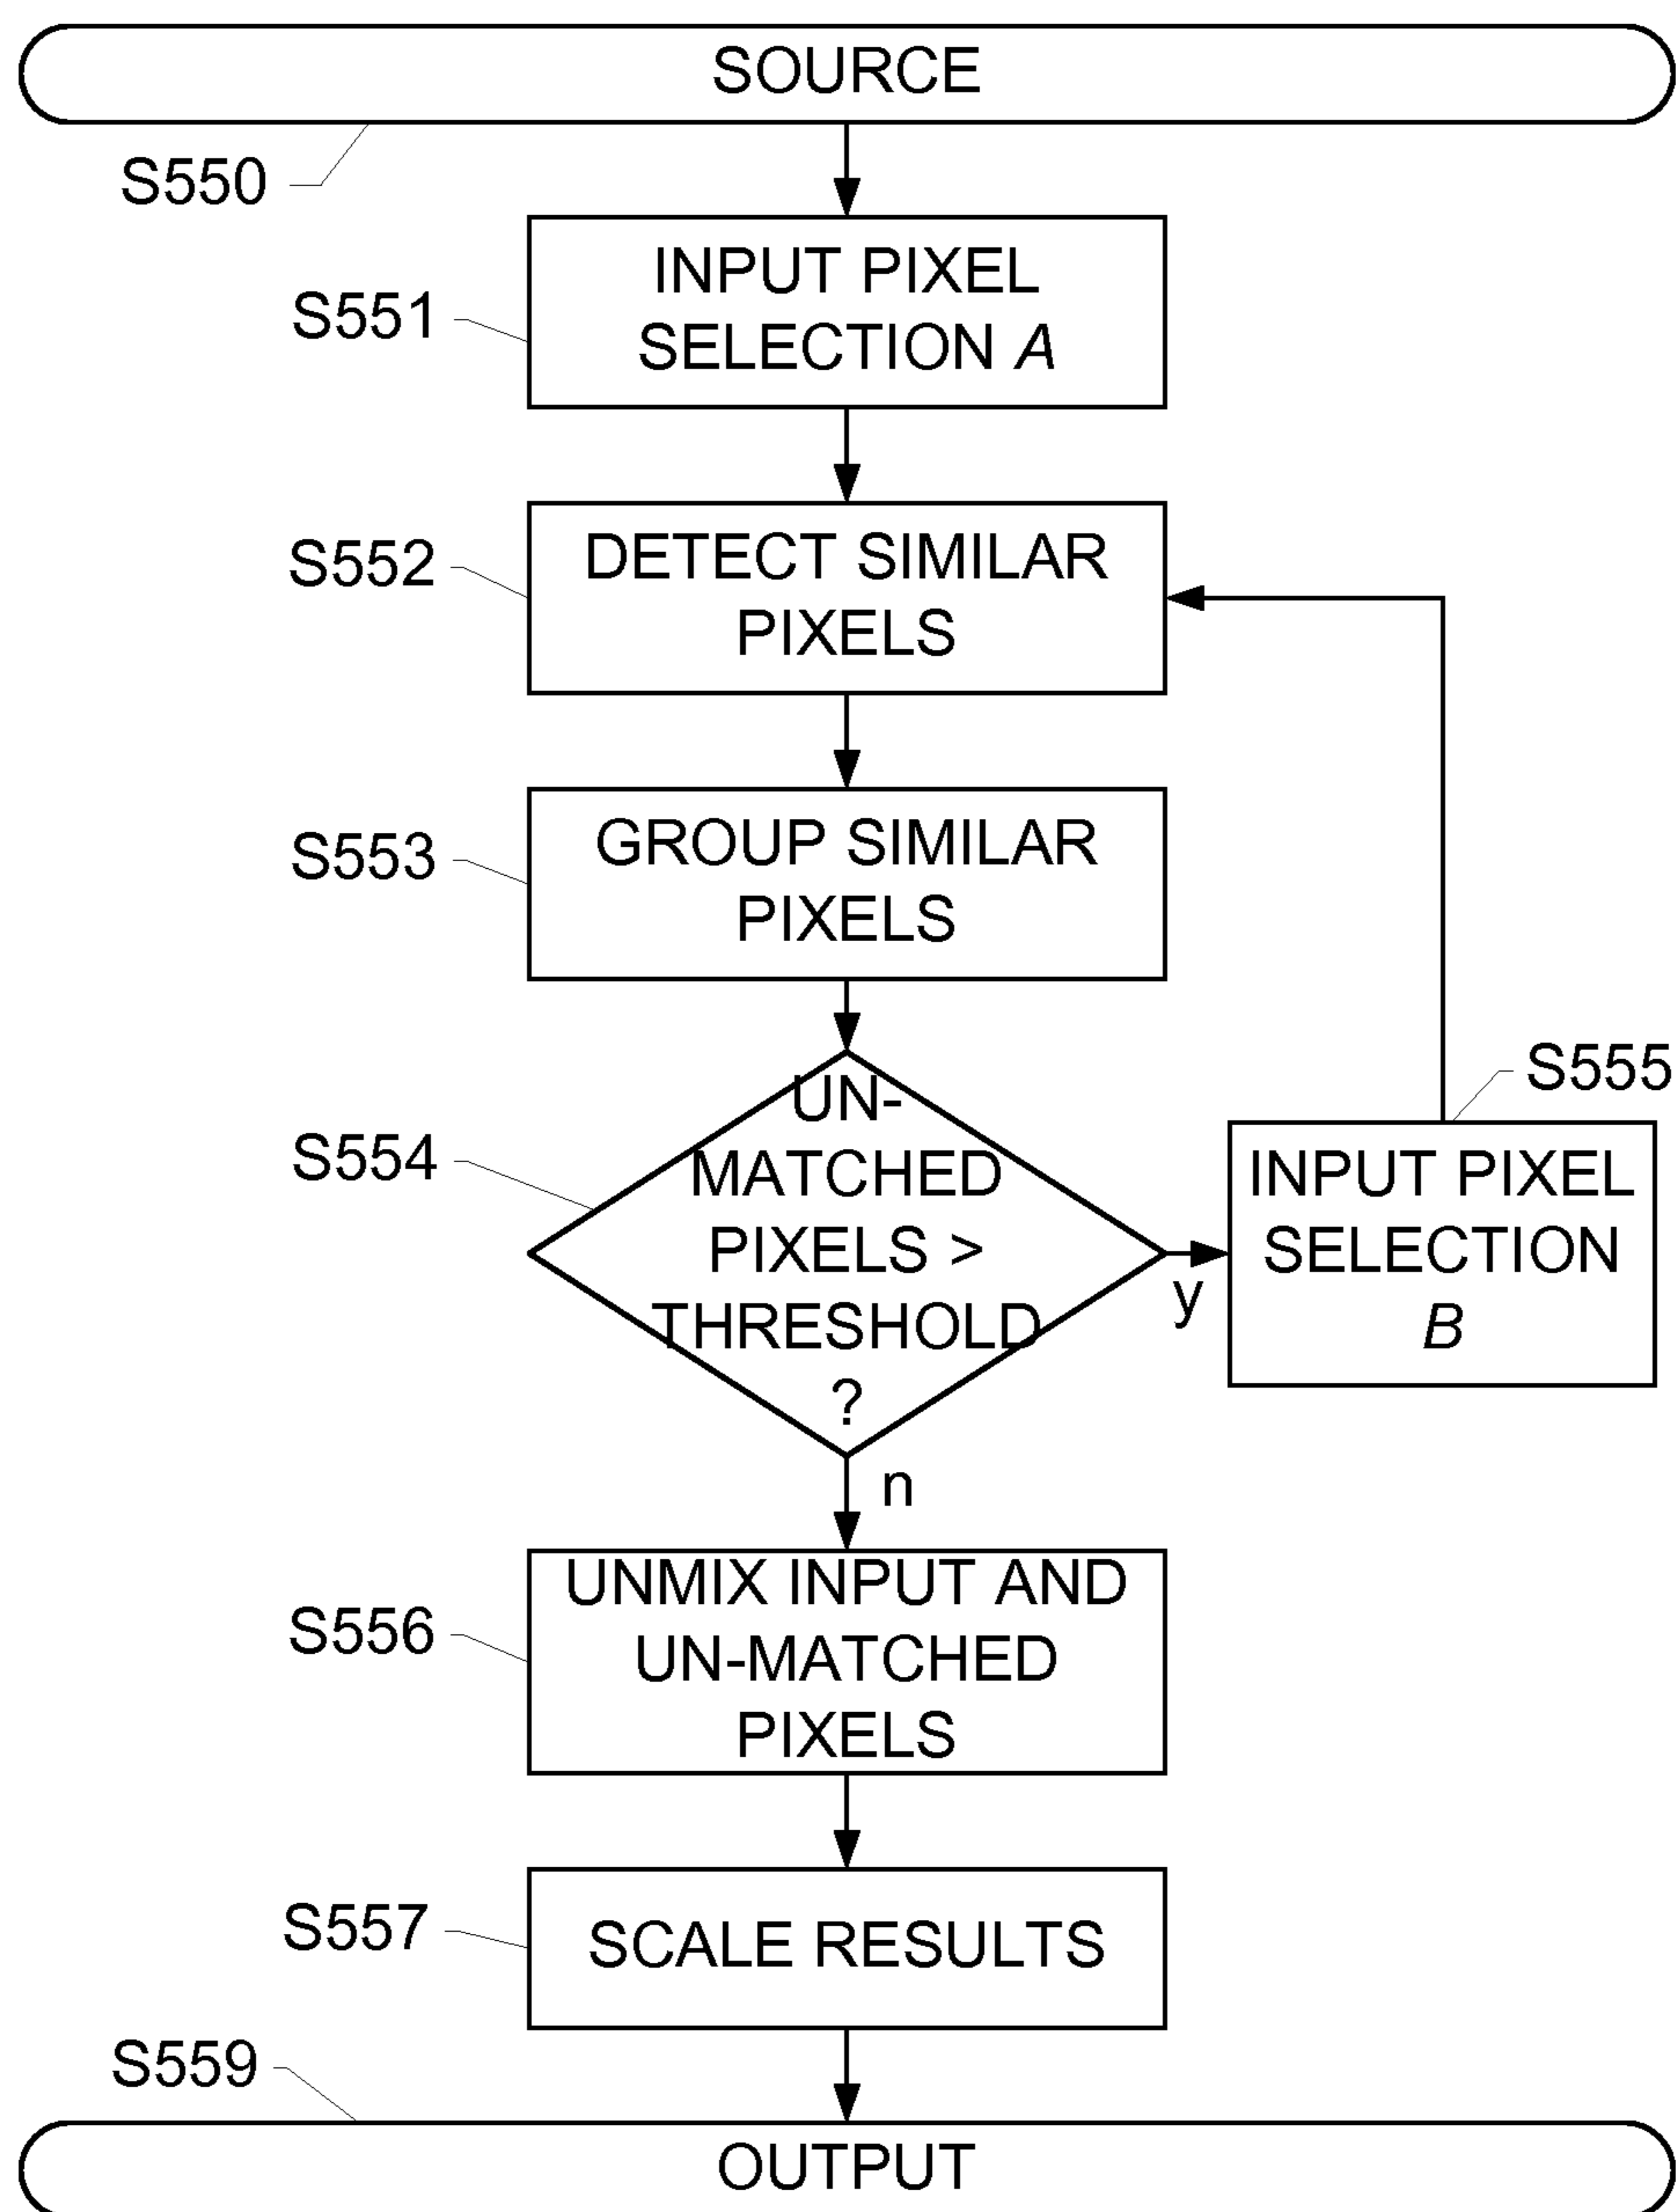 SOURCE
S550
INPUT PIXEL
SELECTION A
S551
DETECT SIMILAR
PIXELS
S552
GROUP SIMILAR
PIXELS
S553
UN-
MATCHED
PIXELS >
THRESHOLD
?
S554
y
n
S555
INPUT PIXEL
SELECTION
B
UNMIX INPUT AND
UN-MATCHED
PIXELS
S556
SCALE RESULTS
S557
S559
OUTPUT